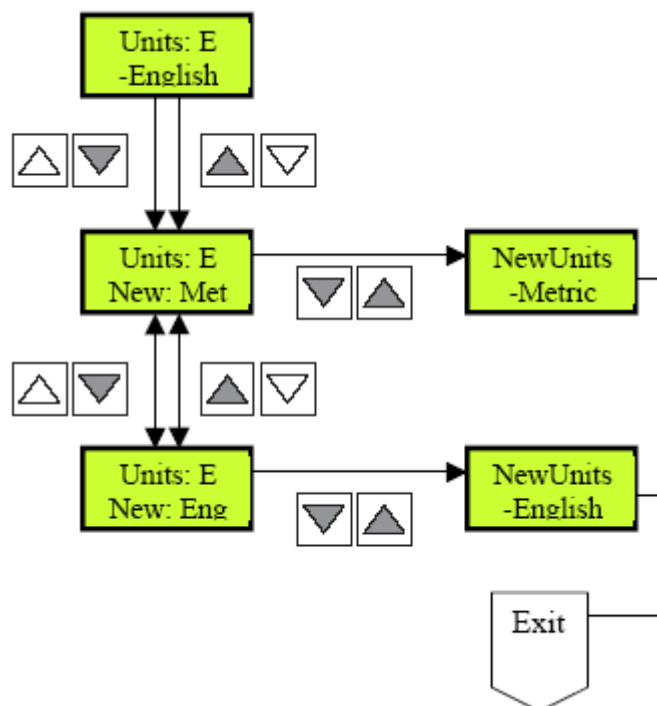 Units: E
-English
Units: E
New: Met
NewUnits
-Metric
Units: E
New: Eng
NewUnits
-English
Exit